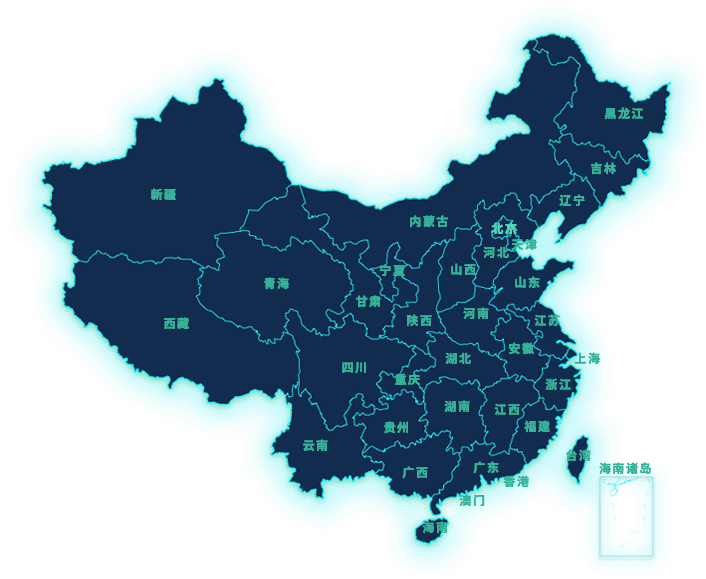 黑龙江
吉林
新疆
辽宁
内蒙古
北京
天津
河北
宁夏
山西
青海
山东
甘肃
河南
陕西
江苏
西藏
安徽
上海
湖北
四川
重庆
浙江
湖南
江西
贵州
福建
云南
台湾
广东
海南诸岛
广西
香港
澳门
海南